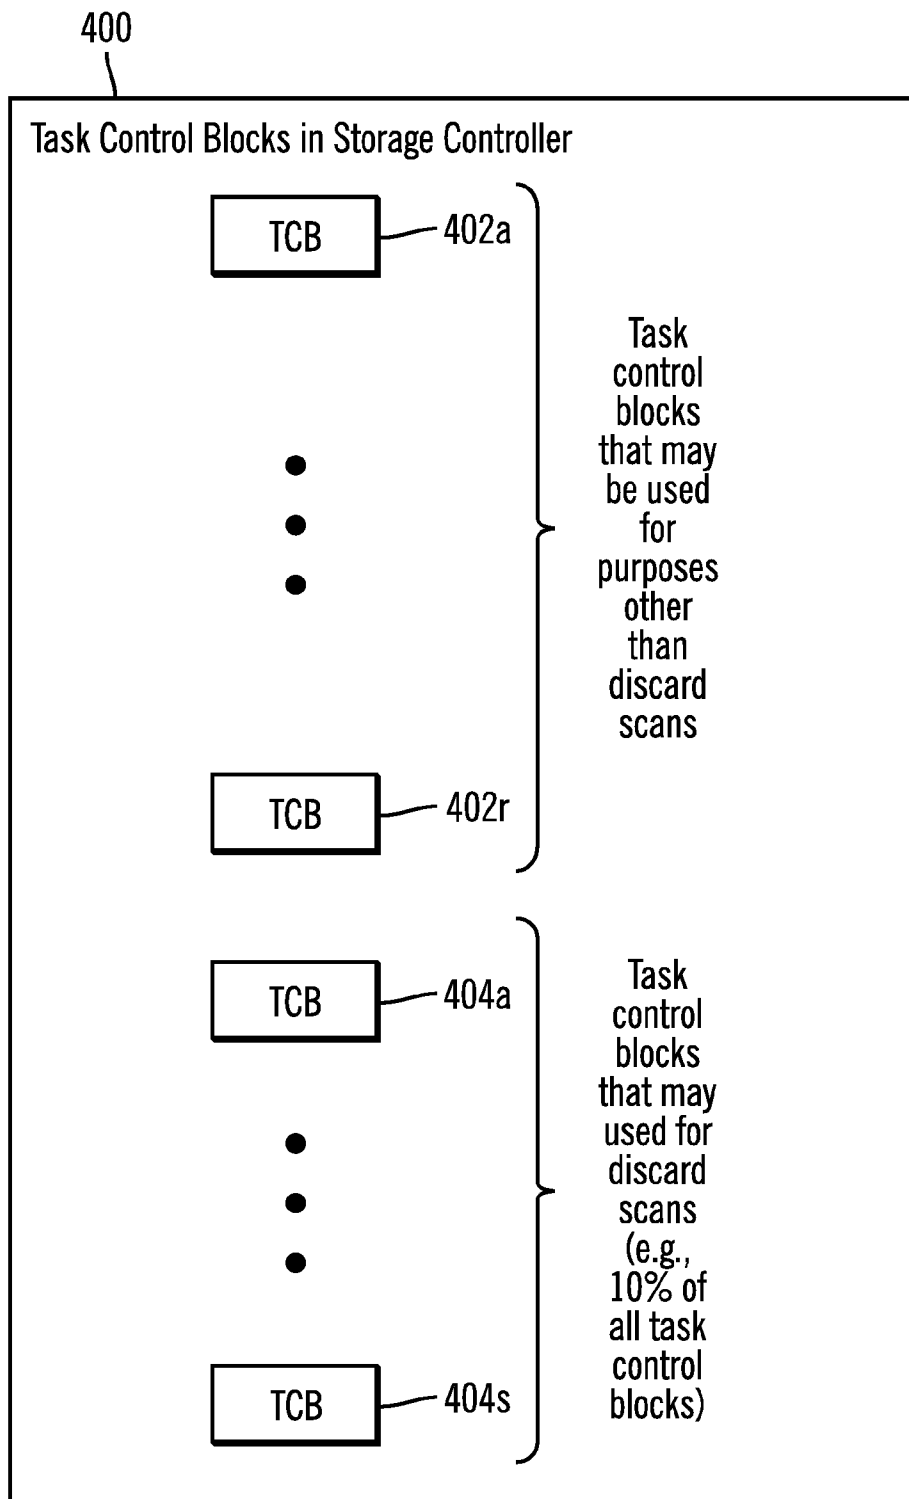 400
Task Control Blocks in Storage Controller
TCB
402a
Task
control
blocks
that may
be used
for
purposes
other
than
discard
scans
TCB
402r
TCB
404a
Task
control
blocks
that may
used for
discard
scans
(e.g.,
10% of
all task
control
blocks)
TCB
404s